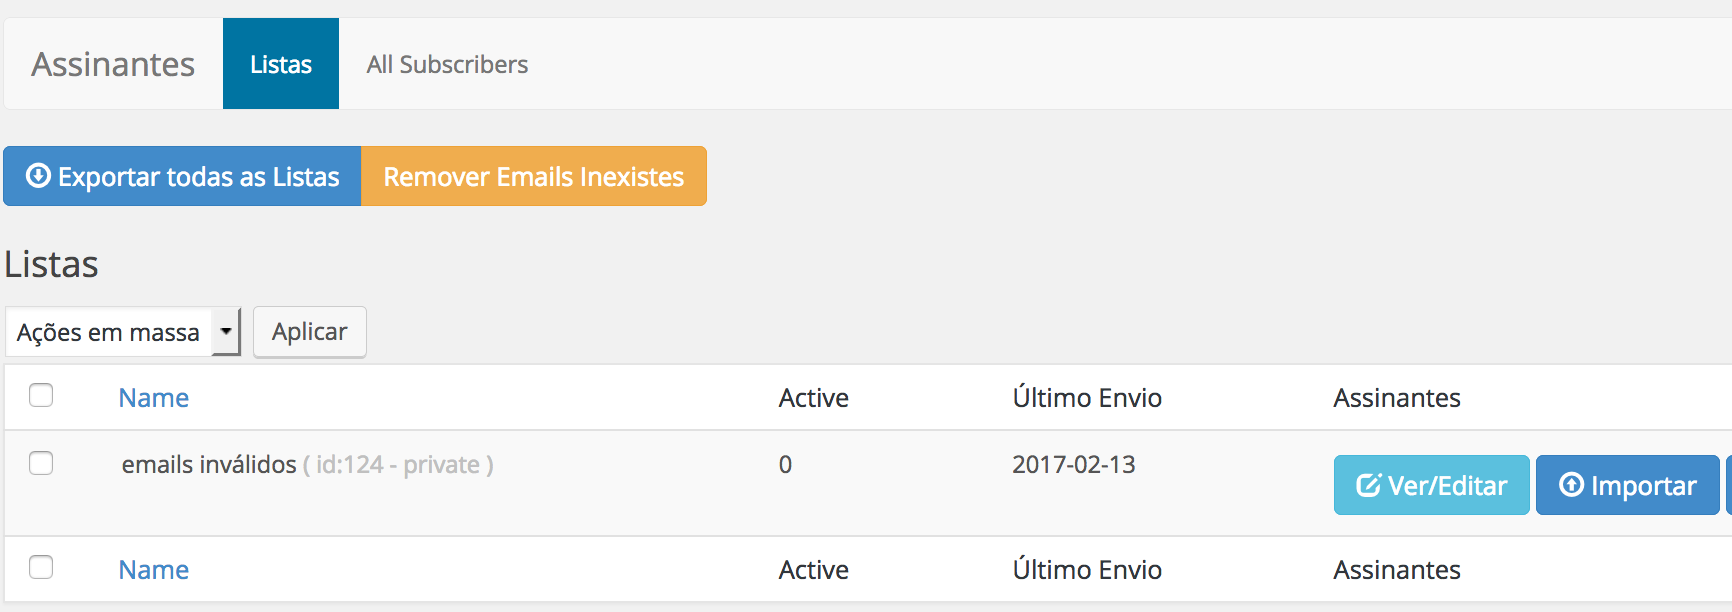 Assinantes Listas All Subscribers
Exportar todas as Listas Remover Emails Inexistes
Listas
Ações em massa Aplicar
Name Active Último Envio Assinantes
emails inválidos ( id:124 - private ) 0 2017-02-13 Ver/Editar Importar
Name Active Último Envio Assinantes